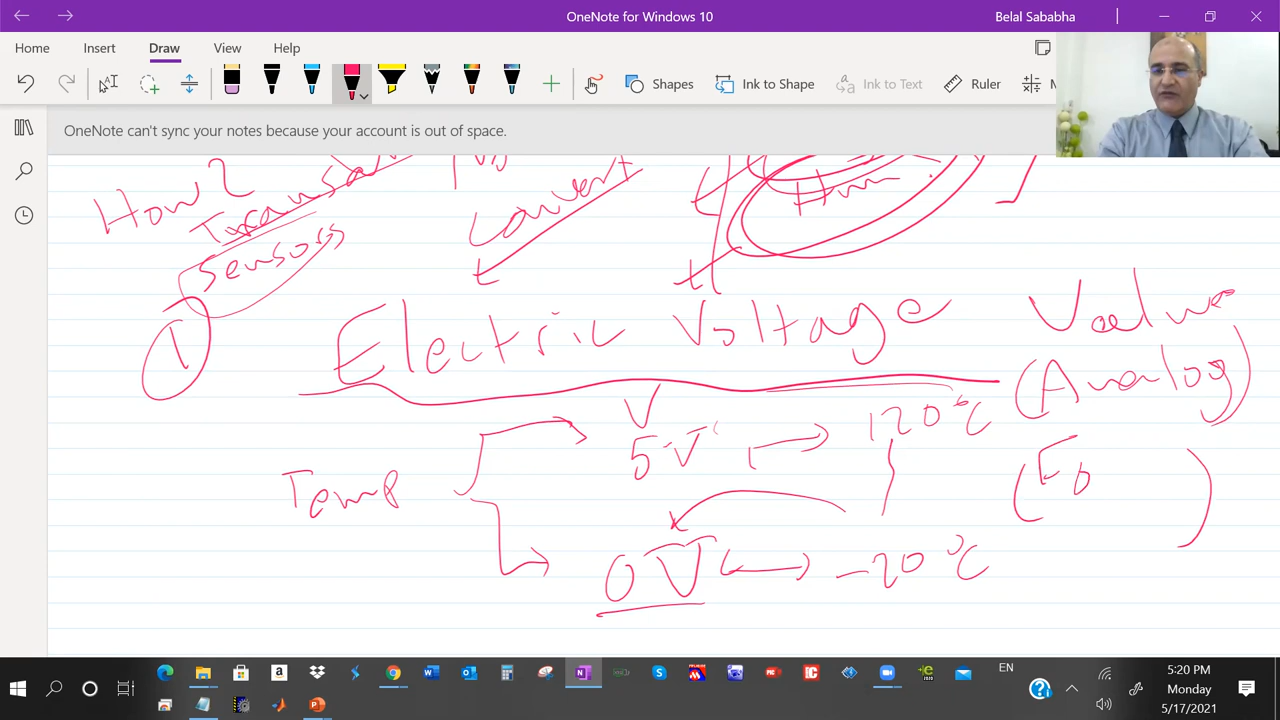 OneNote for Windows 10
Belal Sababha
Home Insert Draw View Help
Shapes Ink to Shape Ink to Text Ruler M
OneNote can't sync your notes because your account is out of space.
How?
sensors
Convert
Hm
1
Electric Voltage Value
(Analog)
V
5V 120°C
Temp
(Fo )
0V -20°C
EN
5:20 PM
Monday
5/17/2021